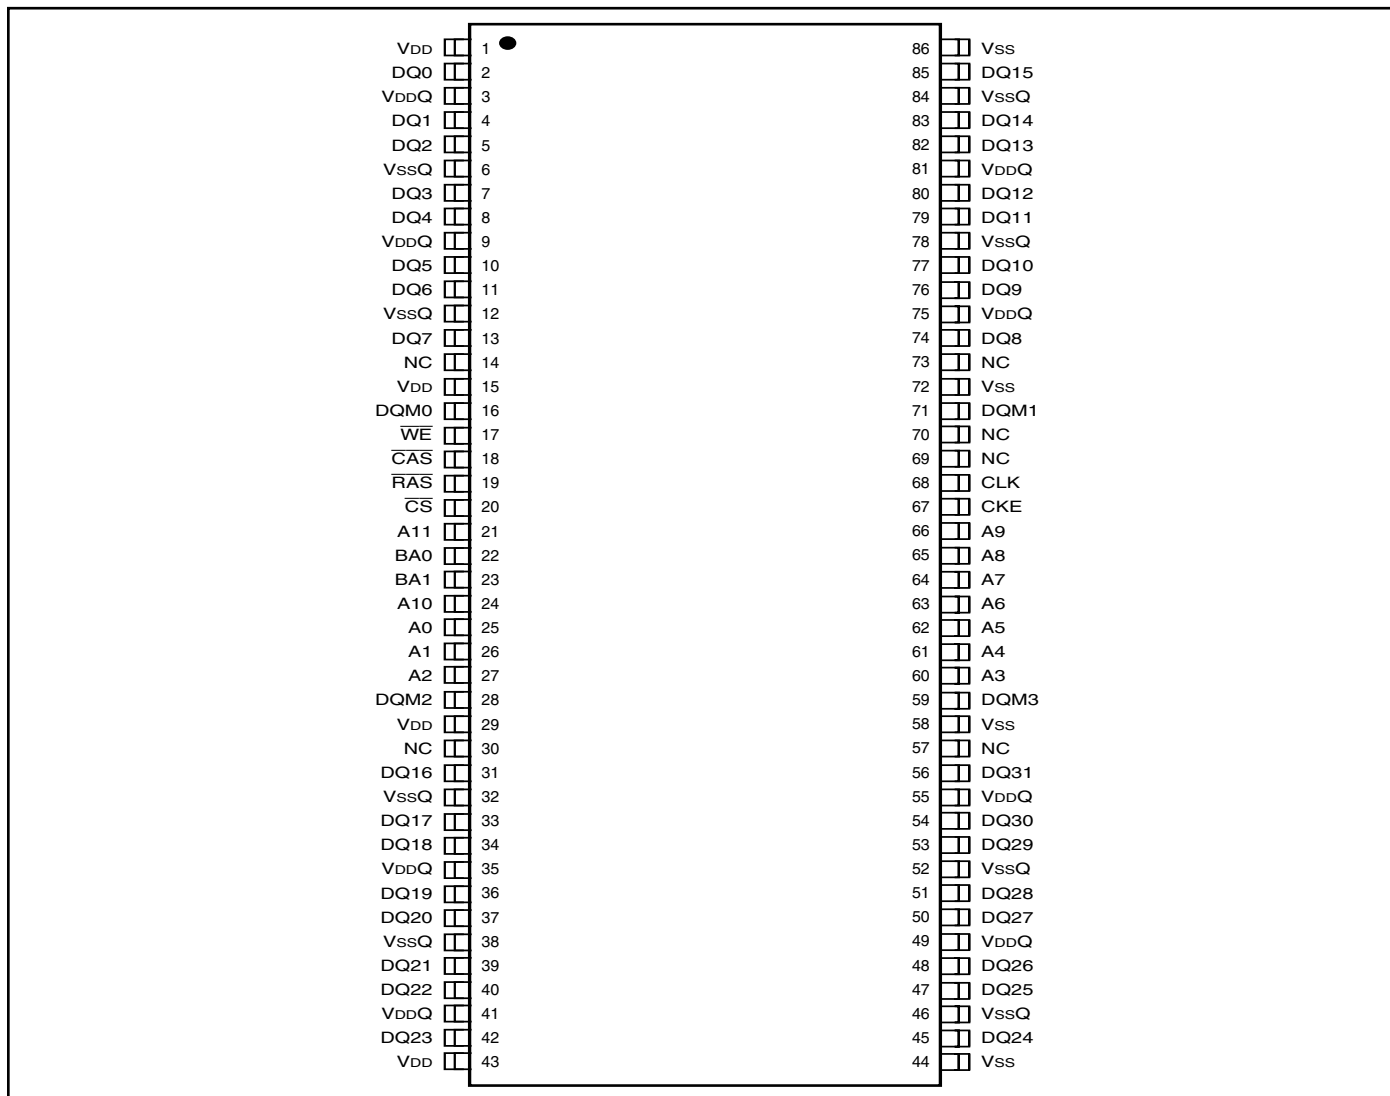 VDD 1 86 Vss
DQ0 2 85 DQ15
VDDQ 3 84 VssQ
DQ1 4 83 DQ14
DQ2 5 82 DQ13
VssQ 6 81 VDDQ
DQ3 7 80 DQ12
DQ4 8 79 DQ11
VDDQ 9 78 VssQ
DQ5 10 77 DQ10
DQ6 11 76 DQ9
VssQ 12 75 VDDQ
DQ7 13 74 DQ8
NC 14 73 NC
VDD 15 72 Vss
DQM0 16 71 DQM1
W̅E̅ 17 70 NC
C̅A̅S̅ 18 69 NC
R̅A̅S̅ 19 68 CLK
C̅S̅ 20 67 CKE
A11 21 66 A9
BA0 22 65 A8
BA1 23 64 A7
A10 24 63 A6
A0 25 62 A5
A1 26 61 A4
A2 27 60 A3
DQM2 28 59 DQM3
VDD 29 58 Vss
NC 30 57 NC
DQ16 31 56 DQ31
VssQ 32 55 VDDQ
DQ17 33 54 DQ30
DQ18 34 53 DQ29
VDDQ 35 52 VssQ
DQ19 36 51 DQ28
DQ20 37 50 DQ27
VssQ 38 49 VDDQ
DQ21 39 48 DQ26
DQ22 40 47 DQ25
VDDQ 41 46 VssQ
DQ23 42 45 DQ24
VDD 43 44 Vss